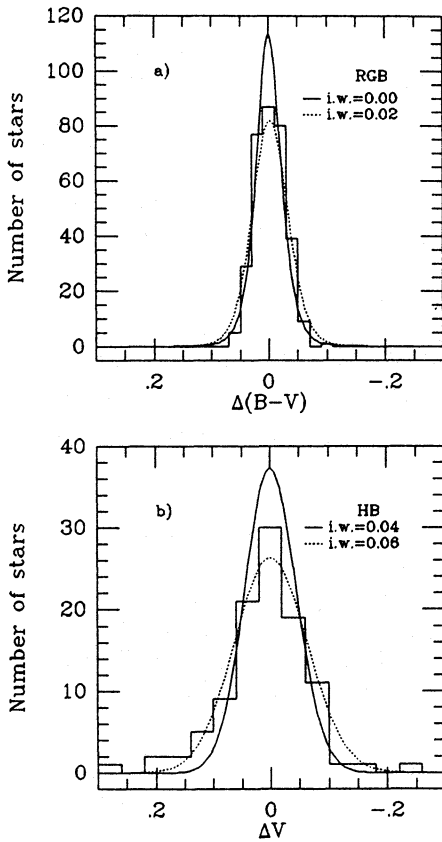 120
a)
RGB
i.w.=0.00
i.w.=0.02
100
80
60
40
20
0
Number of stars
.2
0
-.2
Δ(B−V)
40
b)
HB
i.w.=0.04
i.w.=0.06
30
20
10
0
Number of stars
.2
0
-.2
ΔV